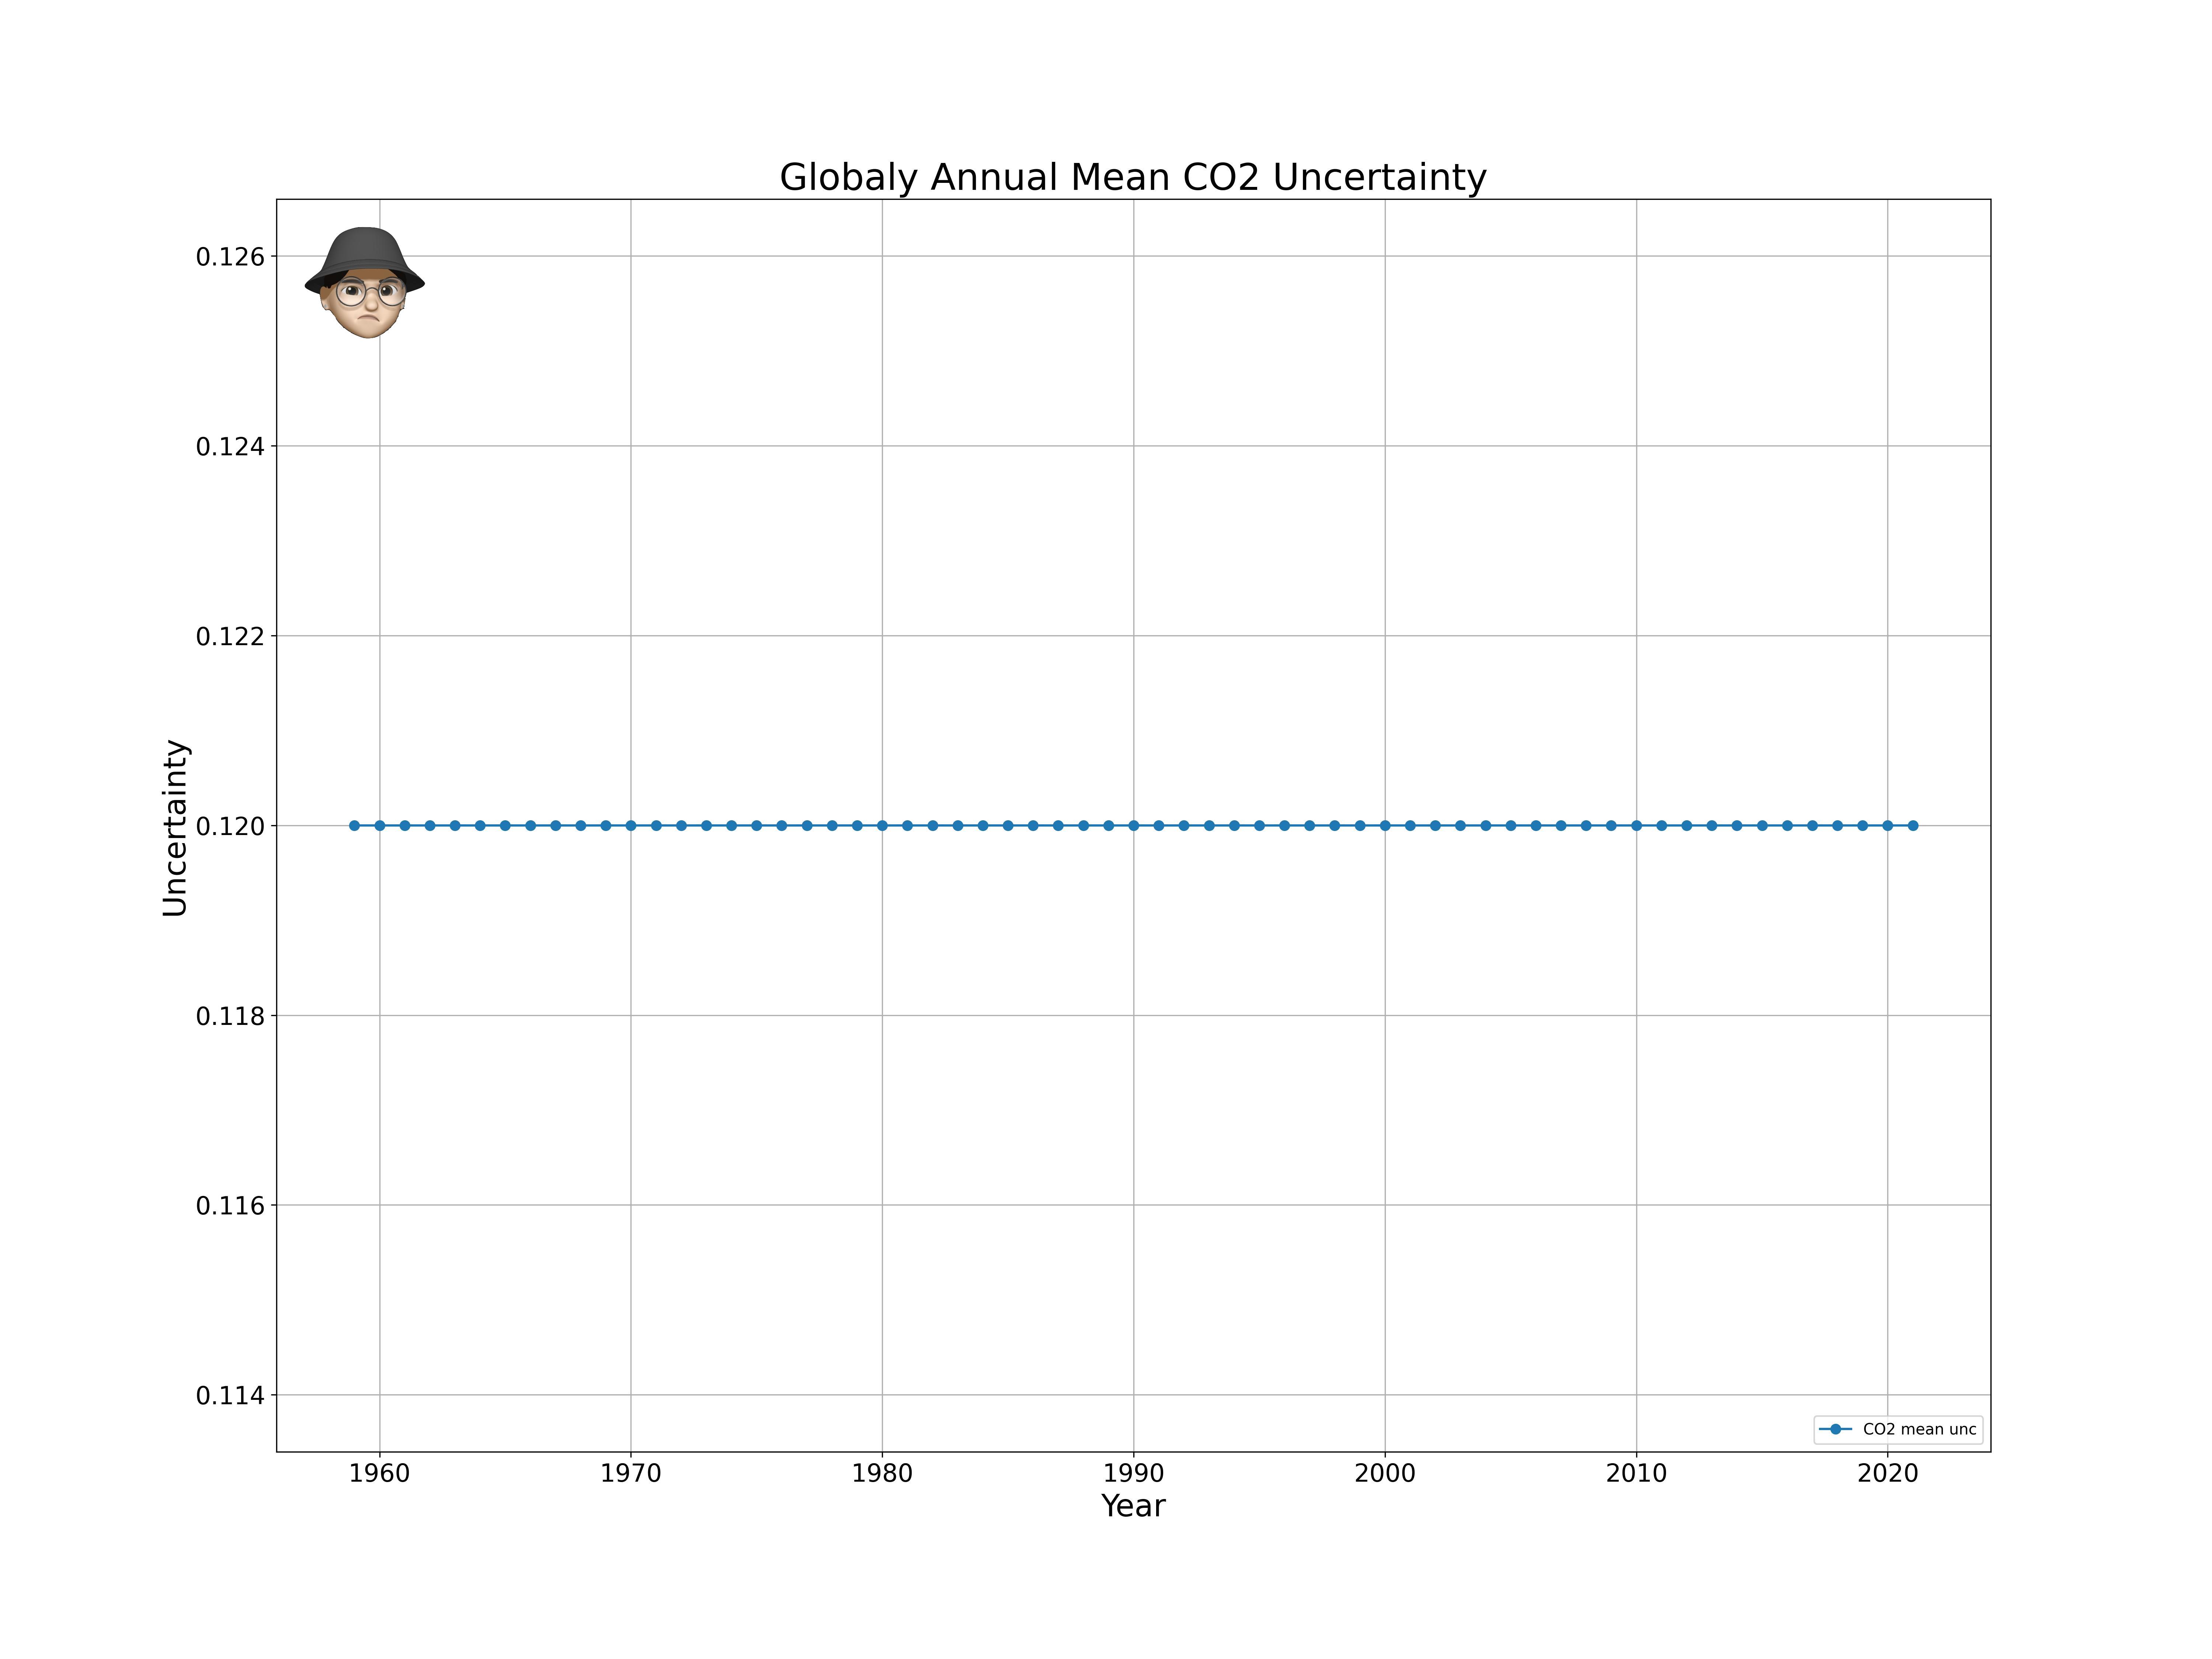 Globaly Annual Mean CO2 Uncertainty
0.126
0.124
0.122
0.120
0.118
0.116
0.114
Uncertainty
CO2 mean unc
1960 1970 1980 1990 2000 2010 2020
Year